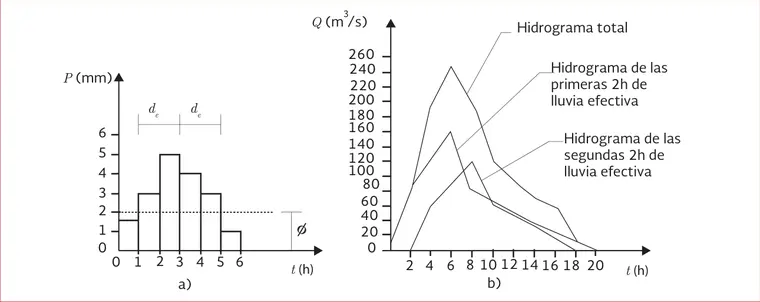 P (mm)
d_e d_e
6
5
4
3
2
1
0
ϕ
0 1 2 3 4 5 6
t (h)
a)
Q (m³/s)
260
240
220
200
180
160
140
120
100
80
60
40
20
0
2 4 6 8 10 12 14 16 18 20
t (h)
b)
Hidrograma total
Hidrograma de las
primeras 2h de
lluvia efectiva
Hidrograma de las
segundas 2h de
lluvia efectiva